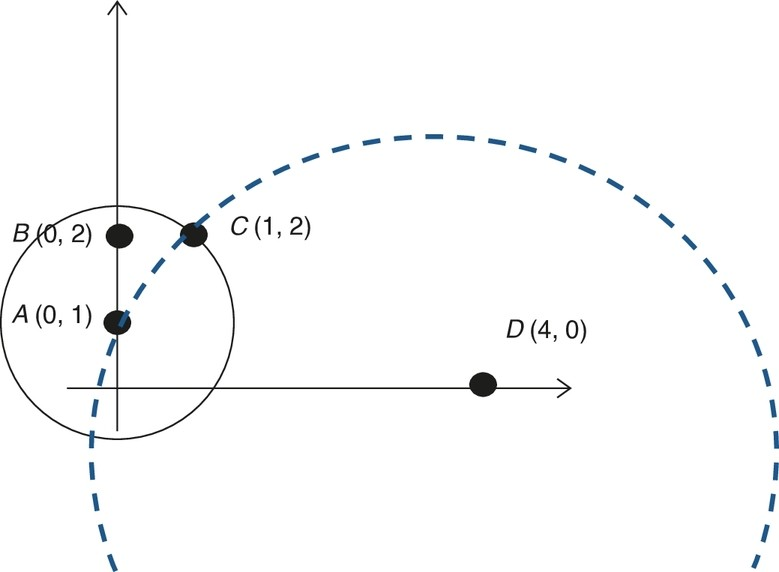 B (0, 2)
C (1, 2)
A (0, 1)
D (4, 0)